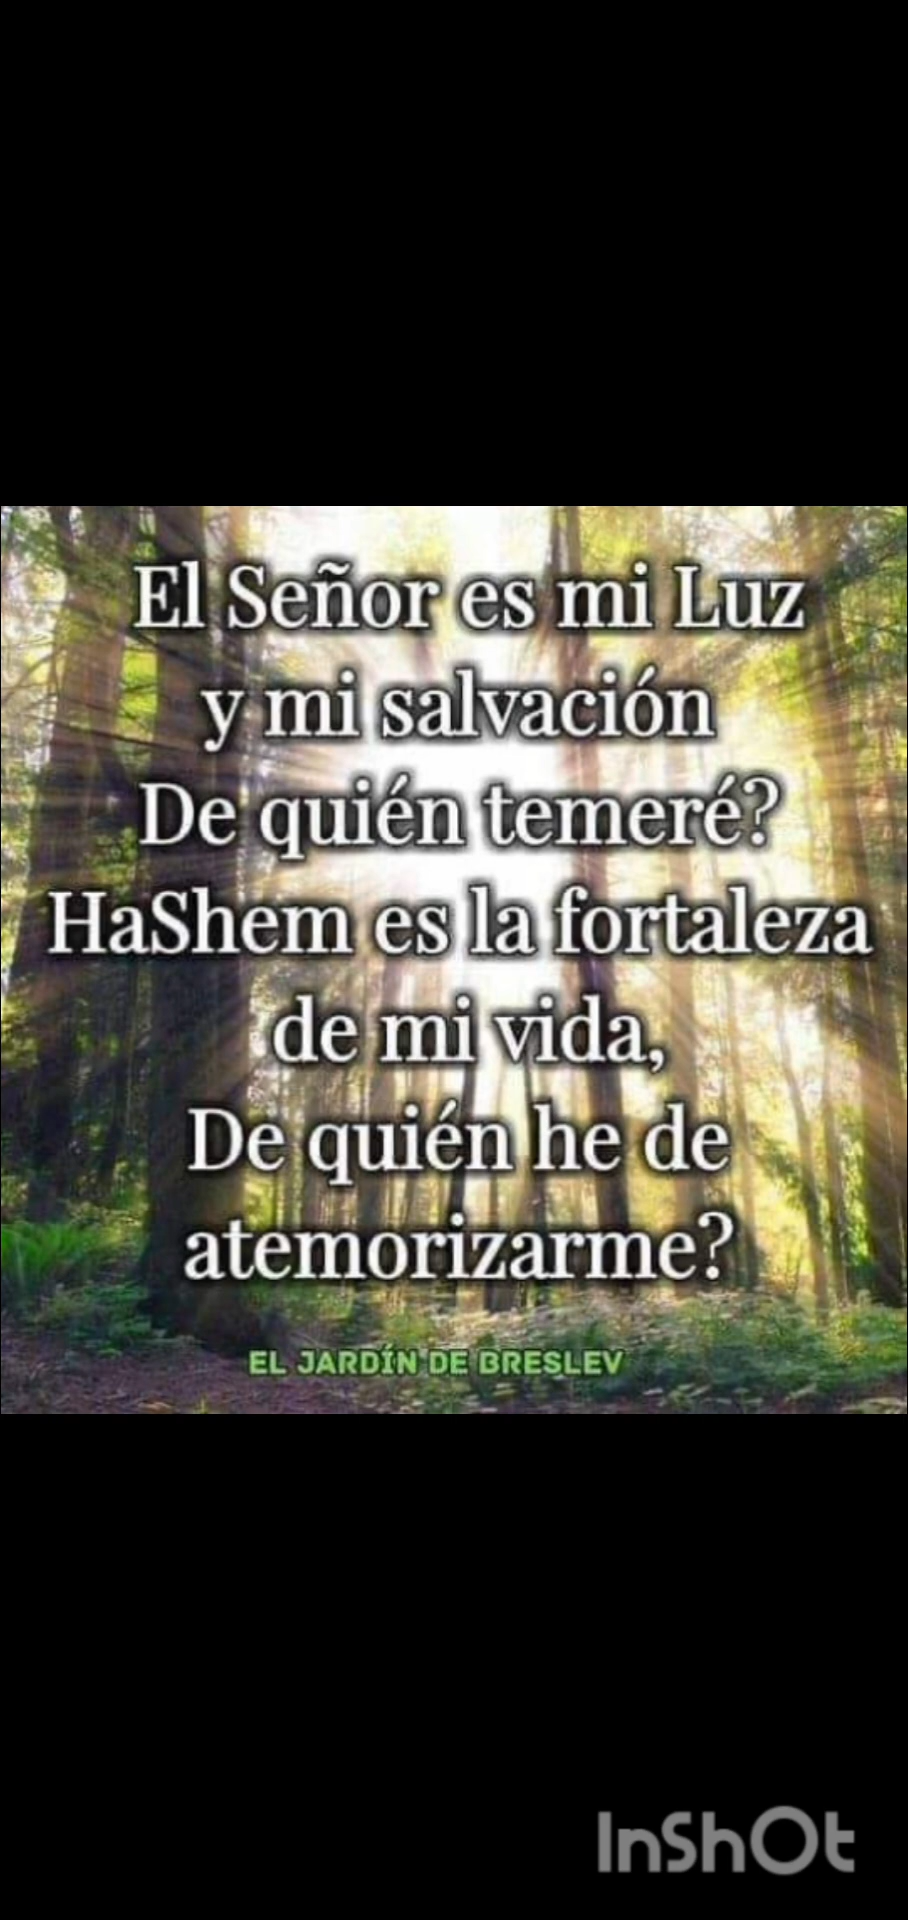 El Señor es mi Luz
y mi salvación
De quién temeré?
HaShem es la fortaleza
de mi vida,
De quién he de
atemorizarme?
EL JARDÍN DE BRESLEV
InShOt